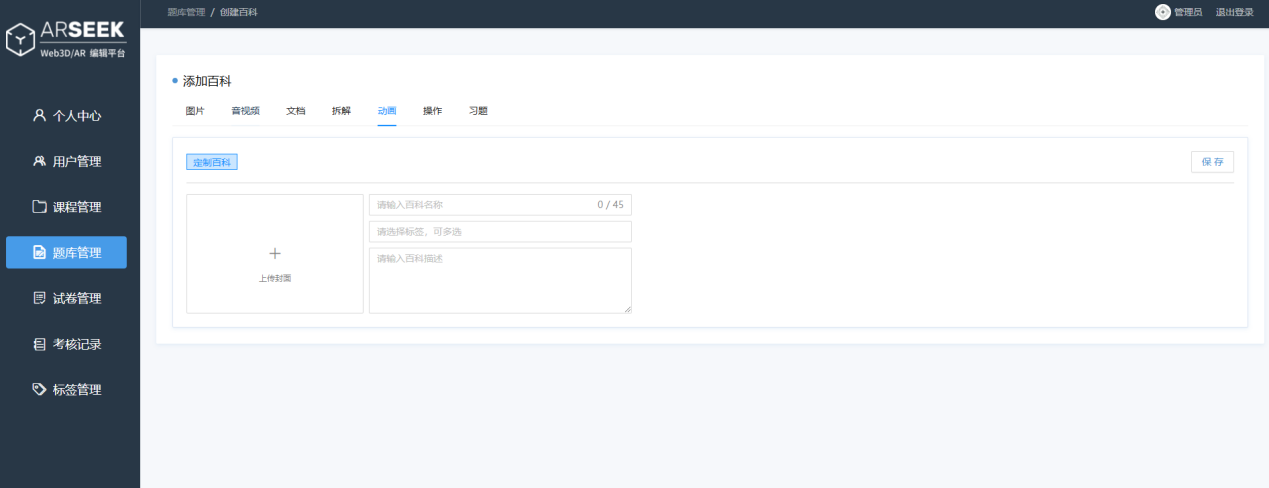 ARSEEK
Web3D/AR 编辑平台
个人中心
用户管理
课程管理
题库管理
试卷管理
考核记录
标签管理
题库管理 / 创建百科
管理员 退出登录
添加百科
图片 音视频 文档 拆解 动画 操作 习题
定制百科
保 存
上传封面
请输入百科名称 0 / 45
请选择标签，可多选
请输入百科描述